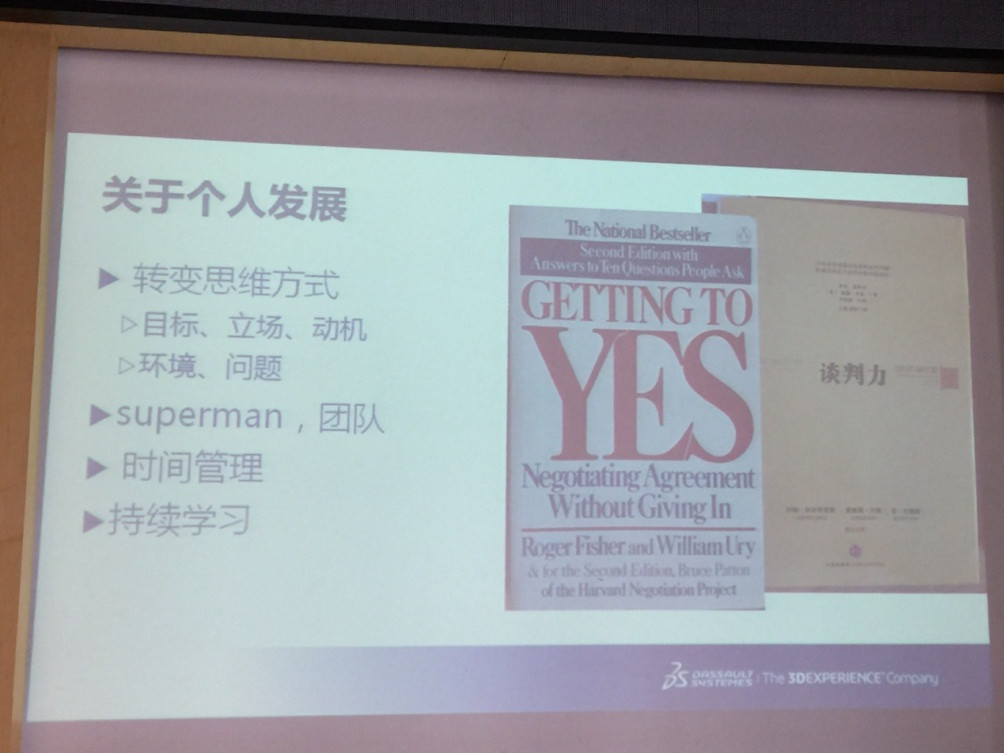 关于个人发展
▶ 转变思维方式
▷目标、立场、动机
▷环境、问题
▶superman，团队
▶ 时间管理
▶持续学习
The National Bestseller
Second Edition with
Answers to Ten Questions People Ask
GETTING TO
YES
Negotiating Agreement
Without Giving In
Roger Fisher and William Ury
& for the Second Edition, Bruce Patton
of the Harvard Negotiation Project
谈判力
DASSAULT SYSTEMES | The 3DEXPERIENCE Company